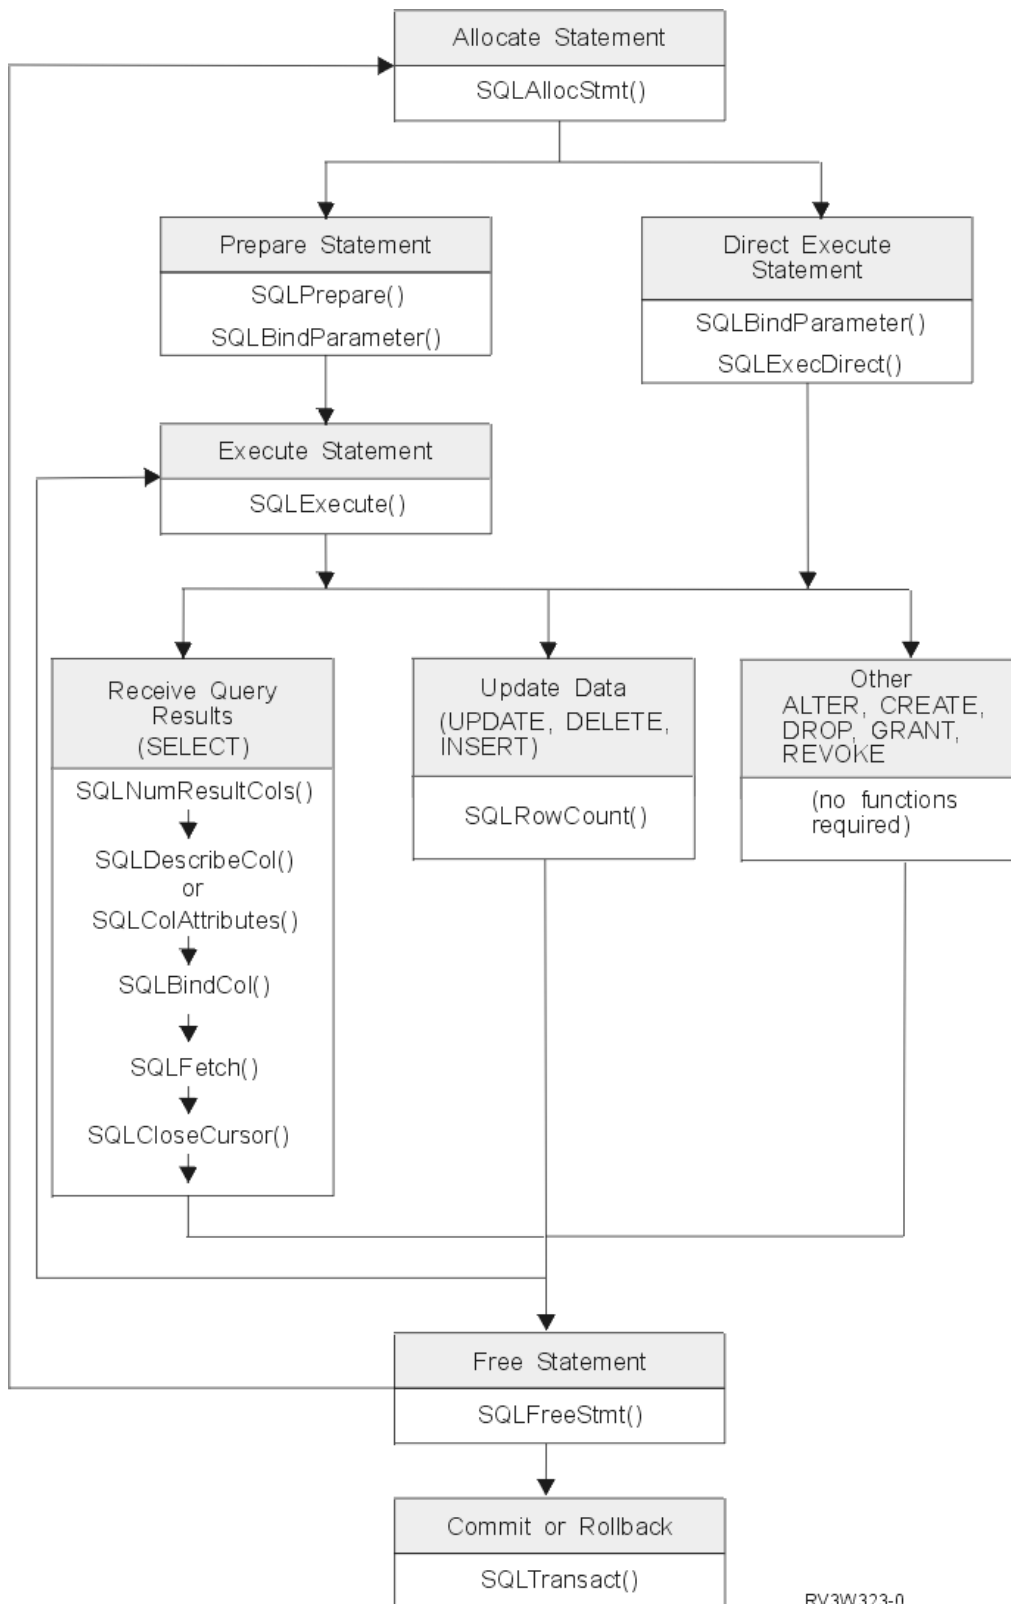 Allocate Statement
SQLAllocStmt()
Prepare Statement
SQLPrepare()
SQLBindParameter()
Direct Execute
Statement
SQLBindParameter()
SQLExecDirect()
Execute Statement
SQLExecute()
Receive Query
Results
(SELECT)
SQLNumResultCols()
SQLDescribeCol()
or
SQLColAttributes()
SQLBindCol()
SQLFetch()
SQLCloseCursor()
Update Data
(UPDATE, DELETE,
INSERT)
SQLRowCount()
Other
ALTER, CREATE,
DROP, GRANT,
REVOKE
(no functions
required)
Free Statement
SQLFreeStmt()
Commit or Rollback
SQLTransact()
RV3W323-0